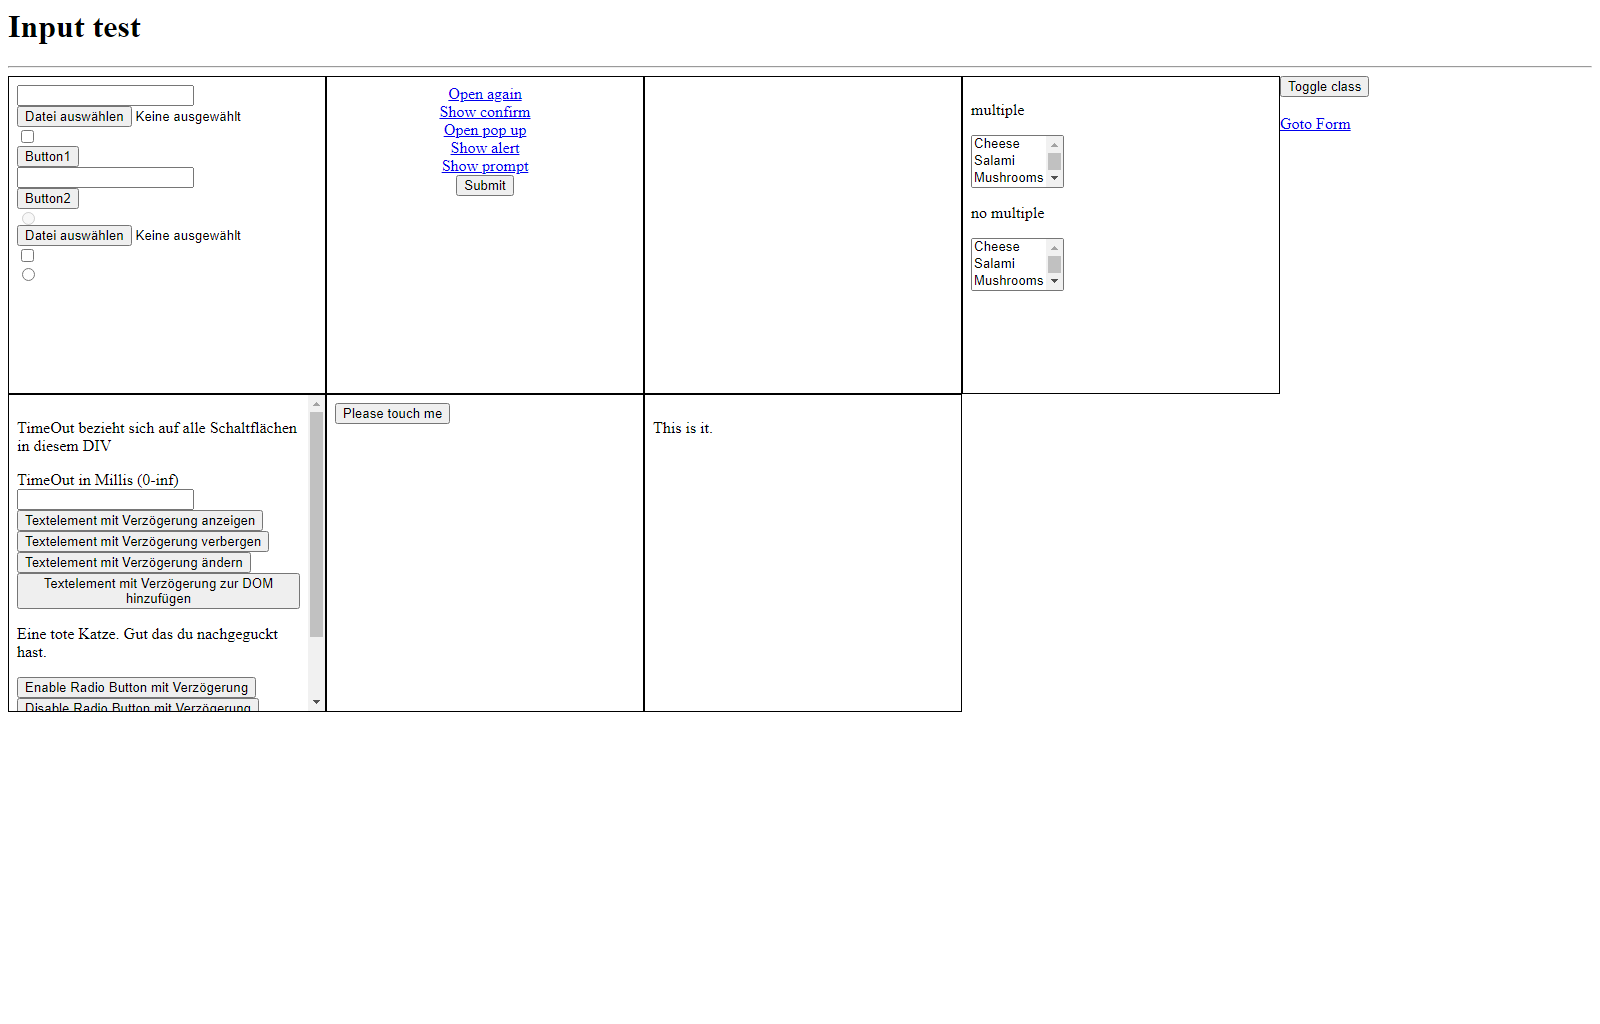 Input test
Datei auswählen Keine ausgewählt
Button1
Button2
Datei auswählen Keine ausgewählt
Open again
Show confirm
Open pop up
Show alert
Show prompt
Submit
multiple
Cheese
Salami
Mushrooms
no multiple
Cheese
Salami
Mushrooms
Toggle class
Goto Form
TimeOut bezieht sich auf alle Schaltflächen
in diesem DIV
TimeOut in Millis (0-inf)
Textelement mit Verzögerung anzeigen
Textelement mit Verzögerung verbergen
Textelement mit Verzögerung ändern
Textelement mit Verzögerung zur DOM
hinzufügen
Eine tote Katze. Gut das du nachgeguckt
hast.
Enable Radio Button mit Verzögerung
Disable Radio Button mit Verzögerung
Please touch me
This is it.